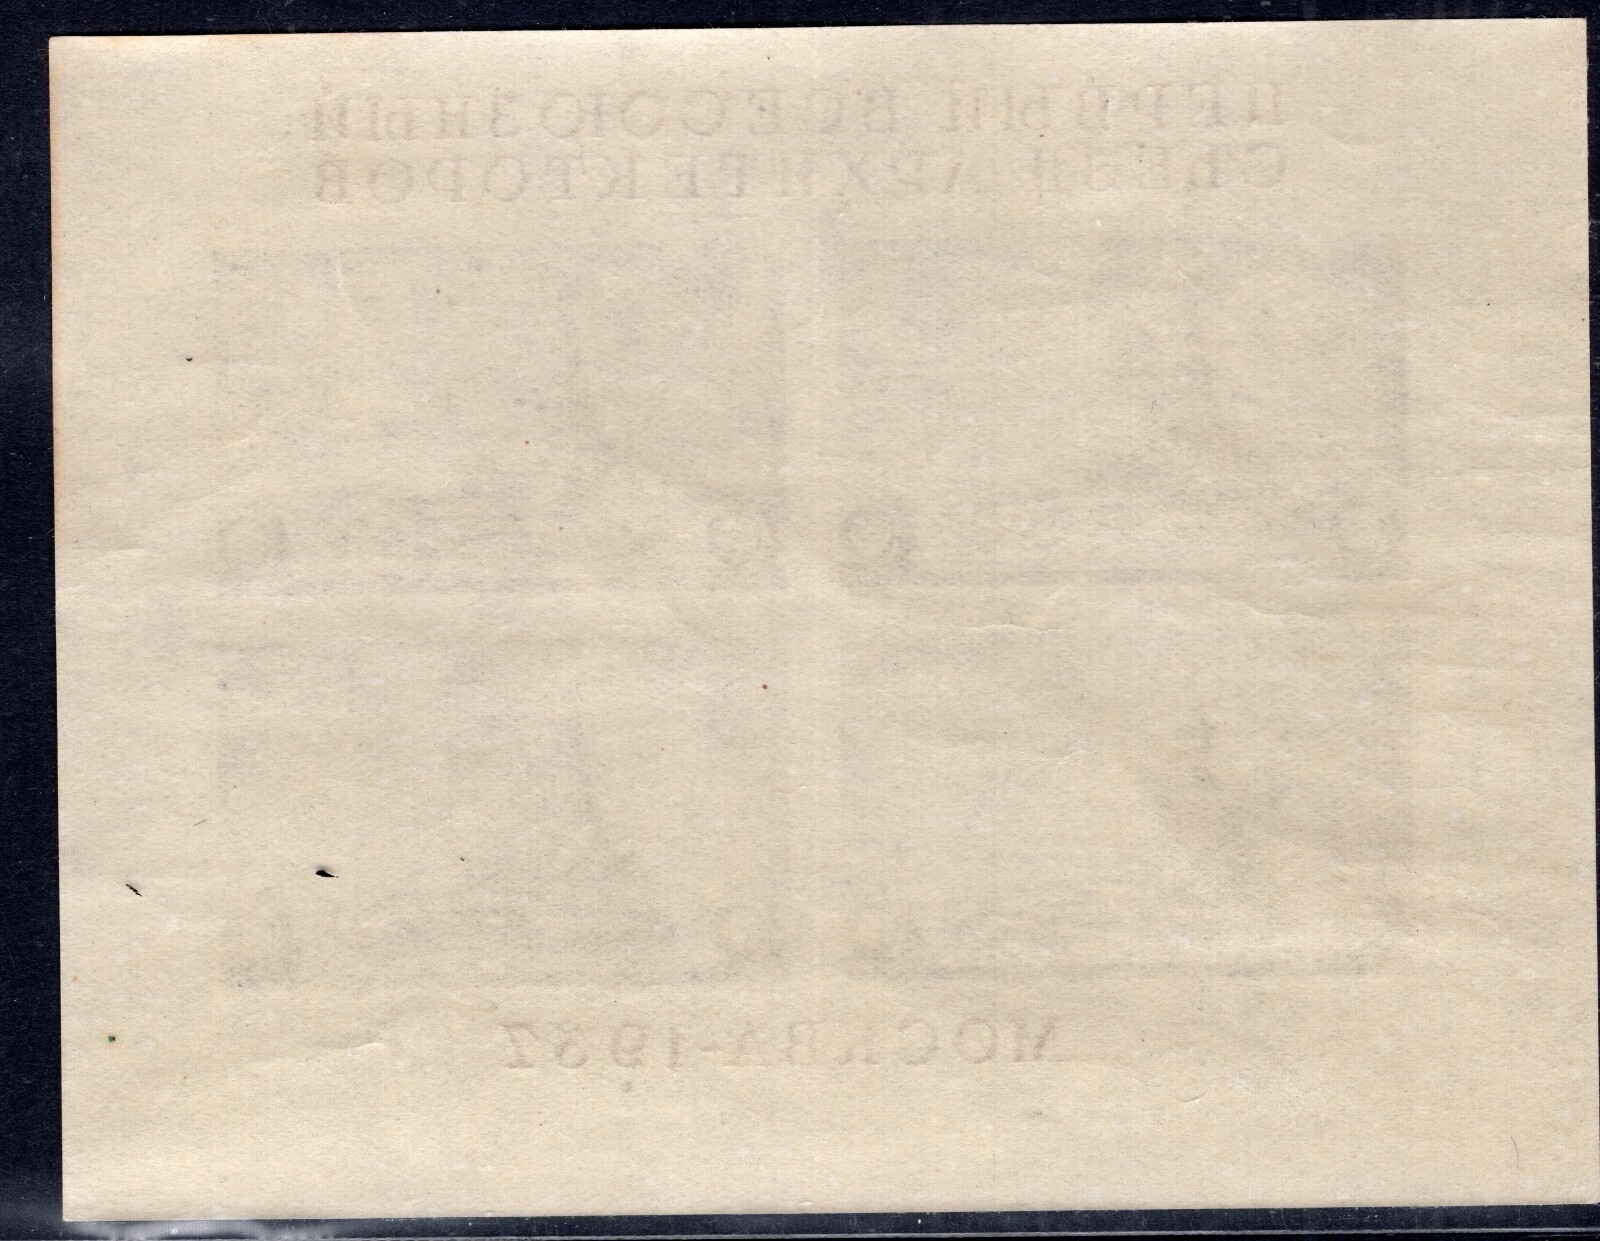 ПЕРВЫЙ ВСЕСОЮЗНЫЙ
СЪЕЗД АРХИТЕКТОРОВ
МОСКВА-1937